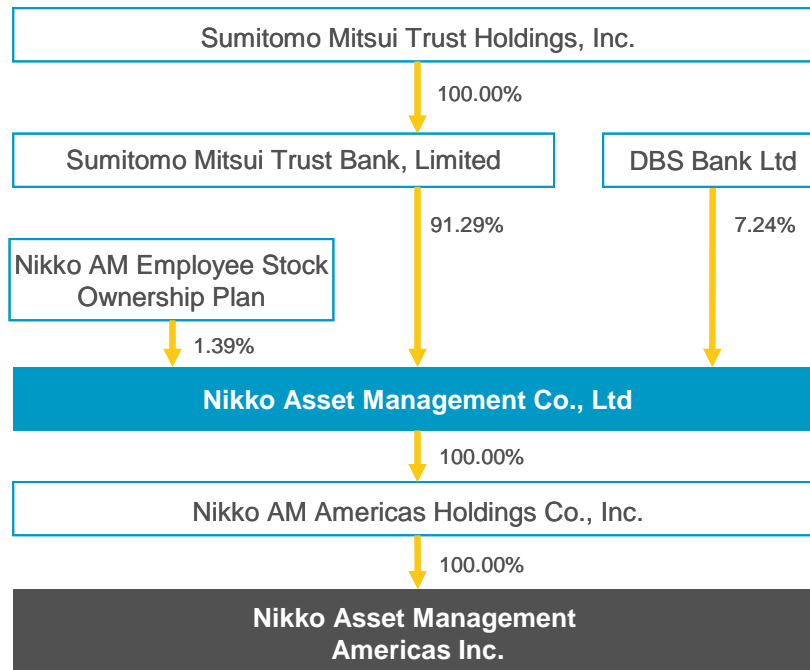 Sumitomo Mitsui Trust Holdings, Inc.
100.00%
Sumitomo Mitsui Trust Bank, Limited
DBS Bank Ltd
91.29%
7.24%
Nikko AM Employee Stock
Ownership Plan
1.39%
Nikko Asset Management Co., Ltd
100.00%
Nikko AM Americas Holdings Co., Inc.
100.00%
Nikko Asset Management
Americas Inc.